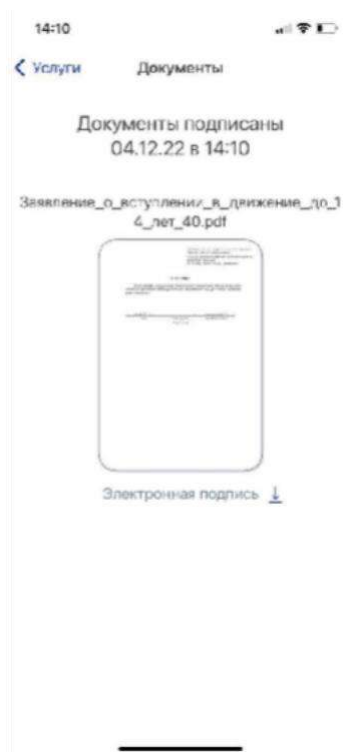 14:10
Услуги Документы
Документы подписаны
04.12.22 в 14:10
Заявление_о_вступлении_в_движение_до_1
4_лет_40.pdf
Электронная подпись